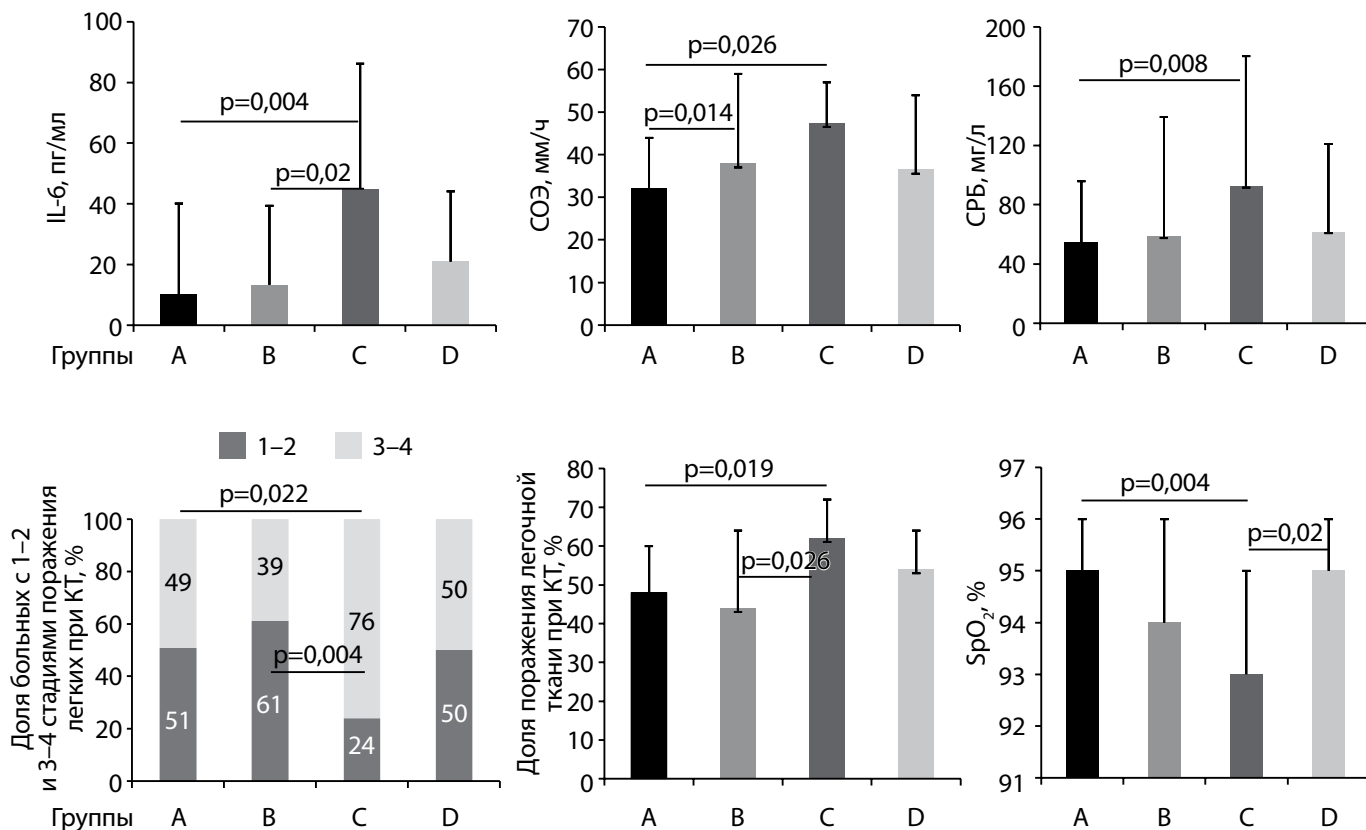 IL-6, пг/мл
100
80
60
40
20
0
p=0,004
p=0,02
Группы A B C D
СОЭ, мм/ч
70
60
50
40
30
20
10
0
p=0,026
p=0,014
A B C D
СРБ, мг/л
200
160
120
80
40
0
p=0,008
A B C D
1–2 3–4
Доля больных с 1–2
и 3–4 стадиями поражения
легких при КТ, %
100
80
60
40
20
0
p=0,022
49 39 76 50
p=0,004
51 61 24 50
Группы A B C D
Доля поражения легочной
ткани при КТ, %
80
70
60
50
40
30
20
10
0
p=0,019
p=0,026
A B C D
SpO₂, %
97
96
95
94
93
92
91
p=0,004
p=0,02
A B C D